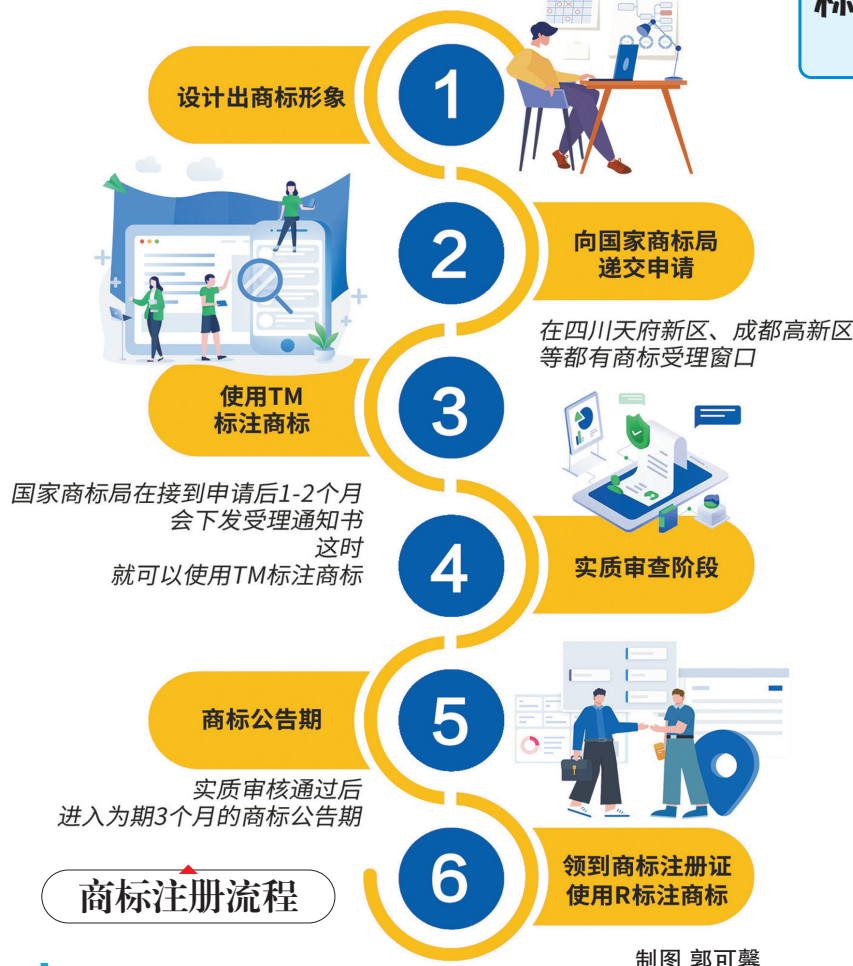 标
1
设计出商标形象
2
向国家商标局
递交申请
在四川天府新区、成都高新区
等都有商标受理窗口
3
使用TM
标注商标
国家商标局在接到申请后1-2个月
会下发受理通知书
这时
就可以使用TM标注商标
4
实质审查阶段
5
商标公告期
实质审核通过后
进入为期3个月的商标公告期
6
领到商标注册证
使用R标注商标
商标注册流程
制图 郭可馨